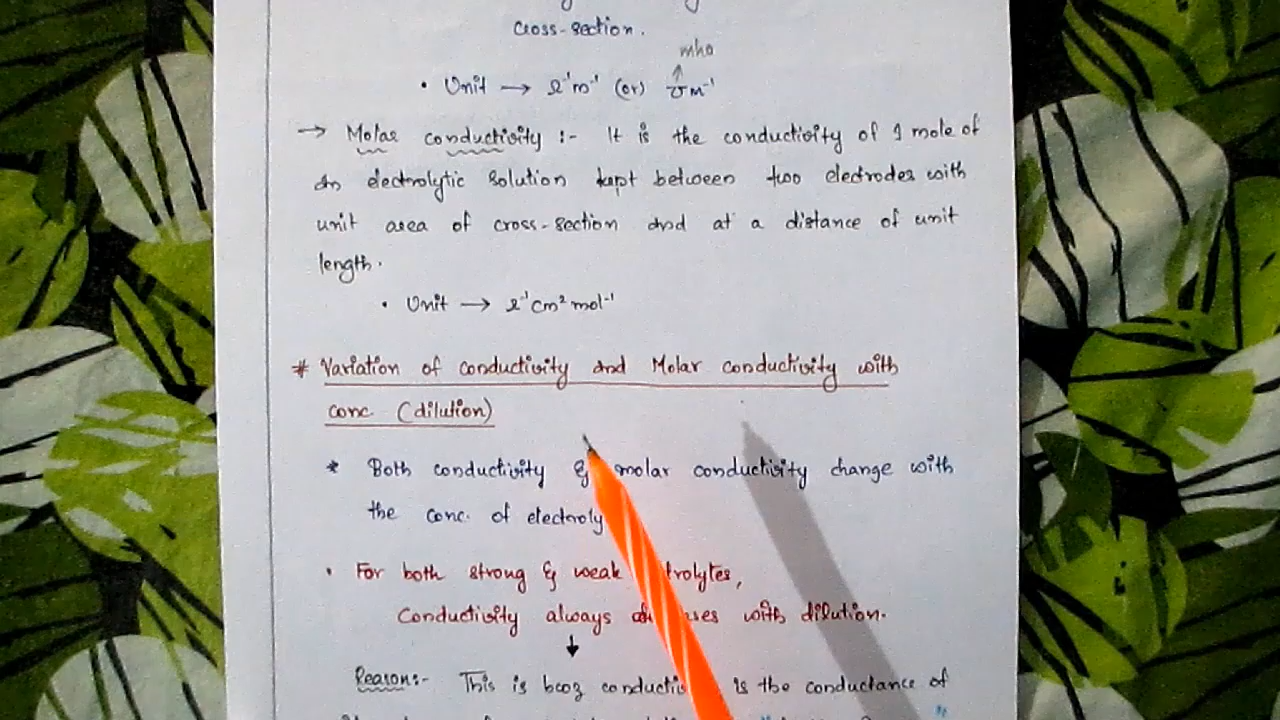 cross-section.
mho
↑
• Unit → Ω⁻¹m⁻¹ (or) ℧m⁻¹
→ Molar conductivity :- It is the conductivity of 1 mole of
an electrolytic solution kept between two electrodes with
unit area of cross-section and at a distance of unit
length.
• Unit → Ω⁻¹cm² mol⁻¹
# Variation of conductivity and Molar conductivity with
conc. (dilution)
* Both conductivity & molar conductivity change with
the conc. of
• For both strong & weak
Conductivity always with dilution.
↓
Reason:- This is bcoz is the conductance of